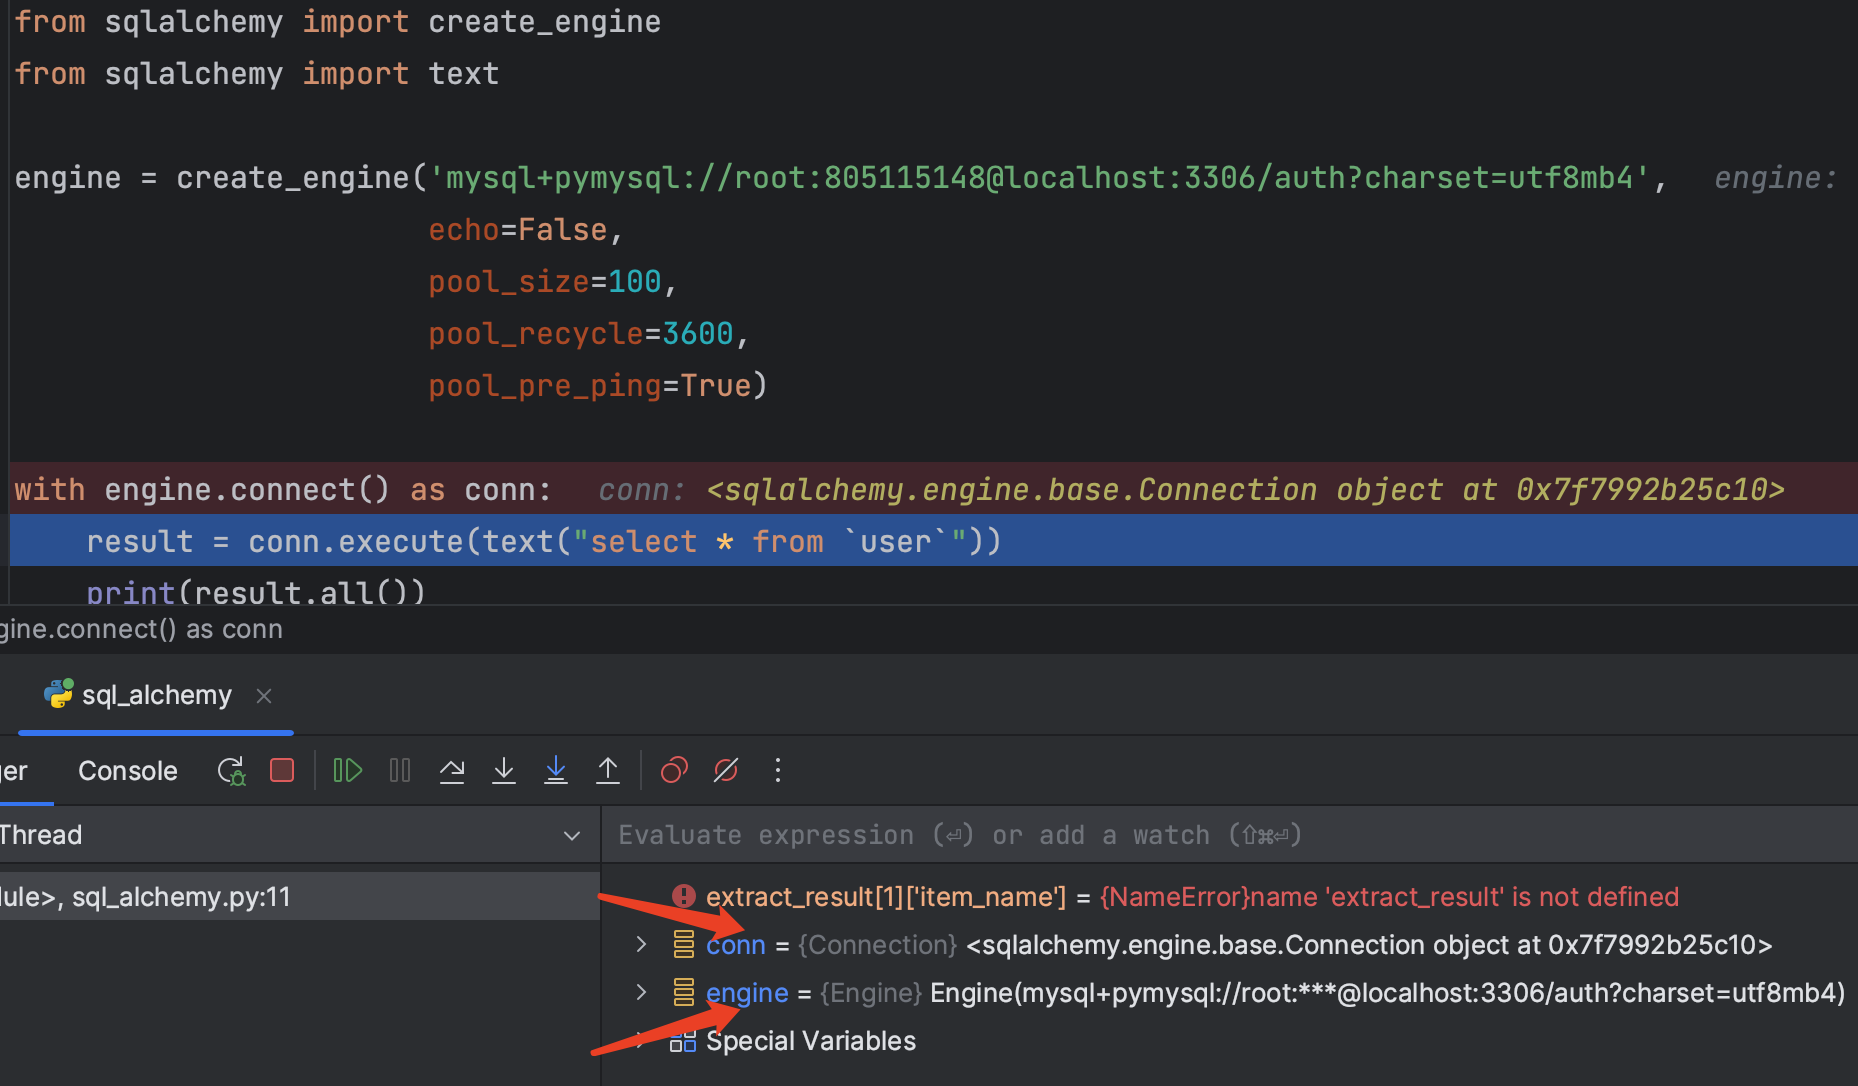 from sqlalchemy import create_engine
from sqlalchemy import text
engine = create_engine('mysql+pymysql://root:805115148@localhost:3306/auth?charset=utf8mb4', engine:
echo=False,
pool_size=100,
pool_recycle=3600,
pool_pre_ping=True)
with engine.connect() as conn: conn: <sqlalchemy.engine.base.Connection object at 0x7f7992b25c10>
result = conn.execute(text("select * from `user`"))
print(result.all())
gine.connect() as conn
sql_alchemy
er Console
Thread
Evaluate expression (⏎) or add a watch (⇧⌘⏎)
lule>, sql_alchemy.py:11
extract_result[1]['item_name'] = {NameError}name 'extract_result' is not defined
conn = {Connection} <sqlalchemy.engine.base.Connection object at 0x7f7992b25c10>
engine = {Engine} Engine(mysql+pymysql://root:***@localhost:3306/auth?charset=utf8mb4)
Special Variables